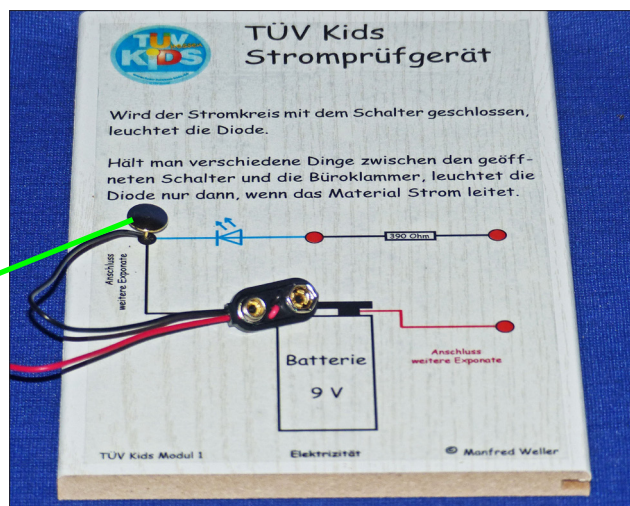 TÜV
KiDS
TÜV Kids
Stromprüfgerät
Wird der Stromkreis mit dem Schalter geschlossen,
leuchtet die Diode.
Hält man verschiedene Dinge zwischen den geöff-
neten Schalter und die Büroklammer, leuchtet die
Diode nur dann, wenn das Material Strom leitet.
390 Ohm
Anschluss
weitere Exponate
Anschluss
weitere Exponate
Batterie
9 V
TÜV Kids Modul 1
Elektrizität
© Manfred Weller